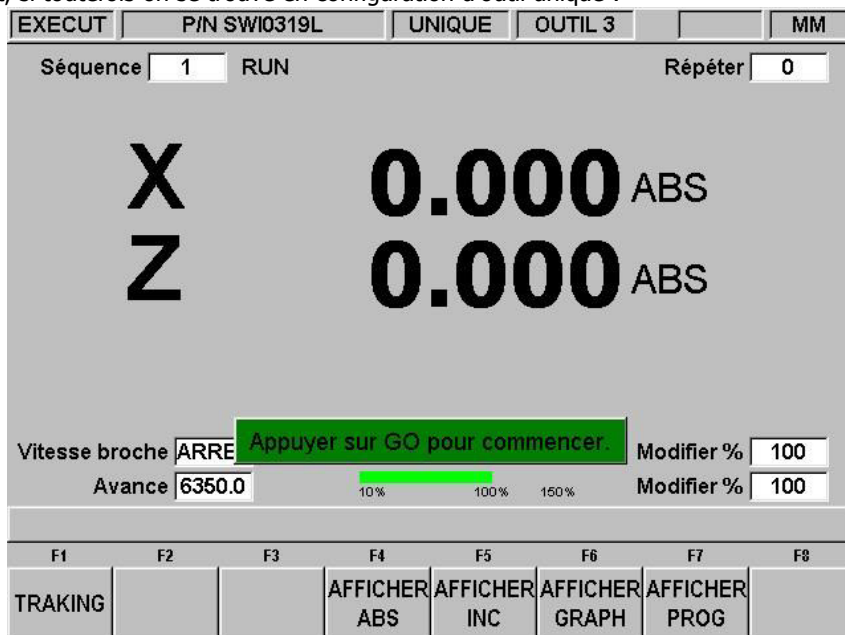 EXECUT P/N SWI0319L UNIQUE OUTIL 3 MM
Séquence 1 RUN Répéter 0
X 0.000 ABS
Z 0.000 ABS
Appuyer sur GO pour commencer.
Vitesse broche ARRE Modifier % 100
Avance 6350.0 10% 100% 150% Modifier % 100
F1 F2 F3 F4 F5 F6 F7 F8
TRAKING AFFICHER ABS AFFICHER INC AFFICHER GRAPH AFFICHER PROG